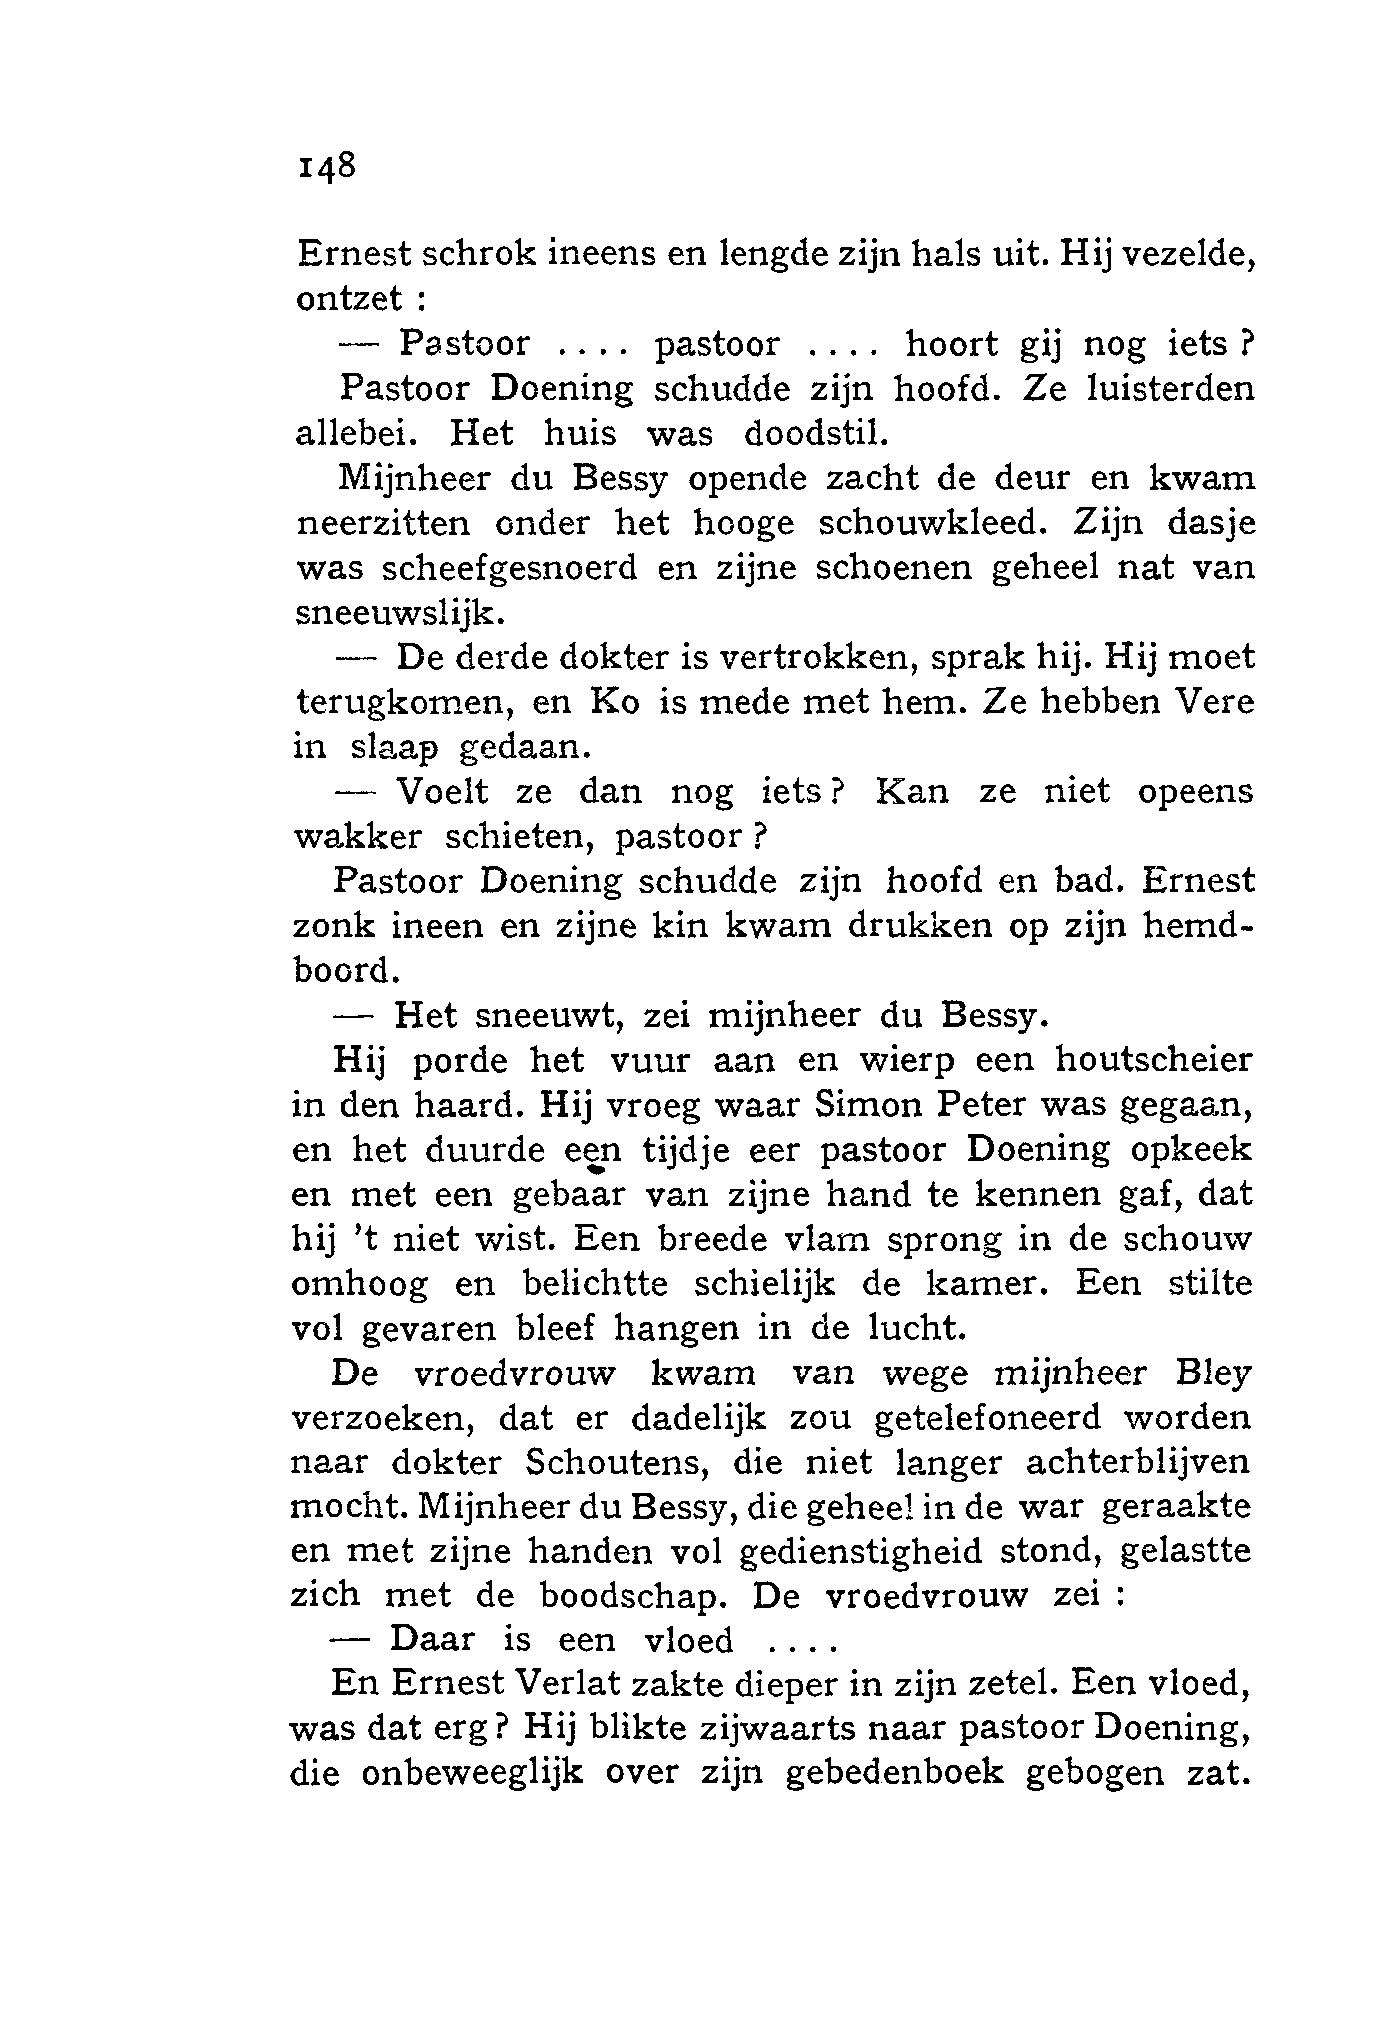 148
Ernest schrok ineens en lengde zijn hals uit. Hij vezelde,
ontzet :
— Pastoor .... pastoor .... hoort gij nog iets ?
Pastoor Doening schudde zijn hoofd. Ze luisterden
allebei. Het huis was doodstil.
Mijnheer du Bessy opende zacht de deur en kwam
neerzitten onder het hooge schouwkleed. Zijn dasje
was scheefgesnoerd en zijne schoenen geheel nat van
sneeuwslijk.
— De derde dokter is vertrokken, sprak hij. Hij moet
terugkomen, en Ko is mede met hem. Ze hebben Vere
in slaap gedaan.
— Voelt ze dan nog iets ? Kan ze niet opeens
wakker schieten, pastoor ?
Pastoor Doening schudde zijn hoofd en bad. Ernest
zonk ineen en zijne kin kwam drukken op zijn hemd-
boord.
— Het sneeuwt, zei mijnheer du Bessy.
Hij porde het vuur aan en wierp een houtscheier
in den haard. Hij vroeg waar Simon Peter was gegaan,
en het duurde een tijdje eer pastoor Doening opkeek
en met een gebaar van zijne hand te kennen gaf, dat
hij 't niet wist. Een breede vlam sprong in de schouw
omhoog en belichtte schielijk de kamer. Een stilte
vol gevaren bleef hangen in de lucht.
De vroedvrouw kwam van wege mijnheer Bley
verzoeken, dat er dadelijk zou getelefoneerd worden
naar dokter Schoutens, die niet langer achterblijven
mocht. Mijnheer du Bessy, die geheel in de war geraakte
en met zijne handen vol gedienstigheid stond, gelastte
zich met de boodschap. De vroedvrouw zei :
— Daar is een vloed ....
En Ernest Verlat zakte dieper in zijn zetel. Een vloed,
was dat erg ? Hij blikte zijwaarts naar pastoor Doening,
die onbeweeglijk over zijn gebedenboek gebogen zat.